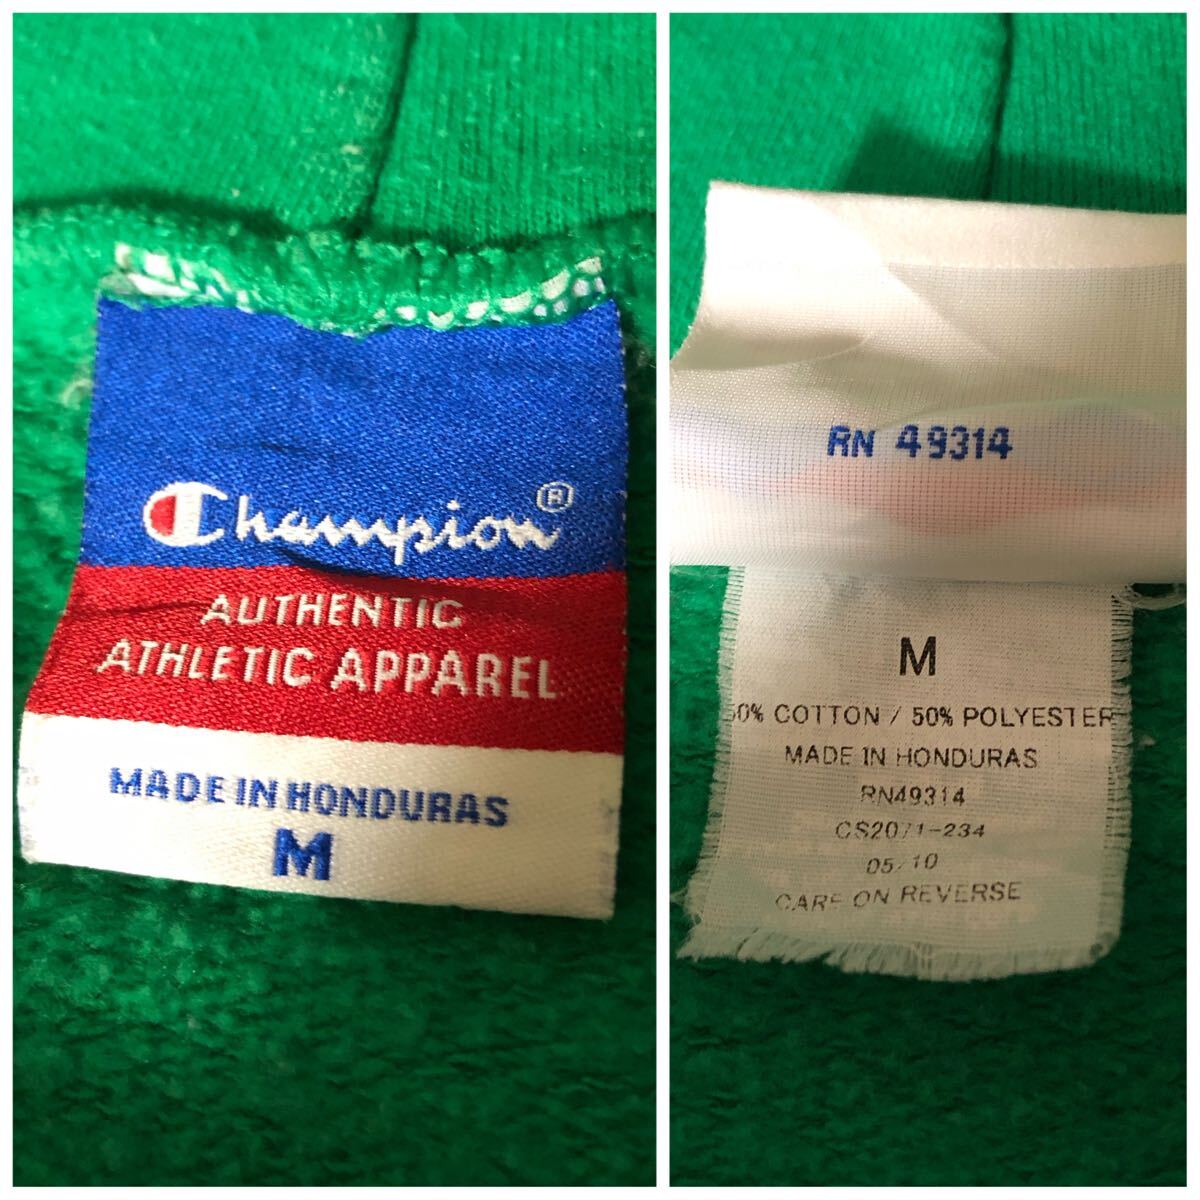 Champion®
AUTHENTIC
ATHLETIC APPAREL
MADE IN HONDURAS
M
RN 49314
M
50% COTTON / 50% POLYESTER
MADE IN HONDURAS
RN49314
CS2071-234
05/10
CARE ON REVERSE